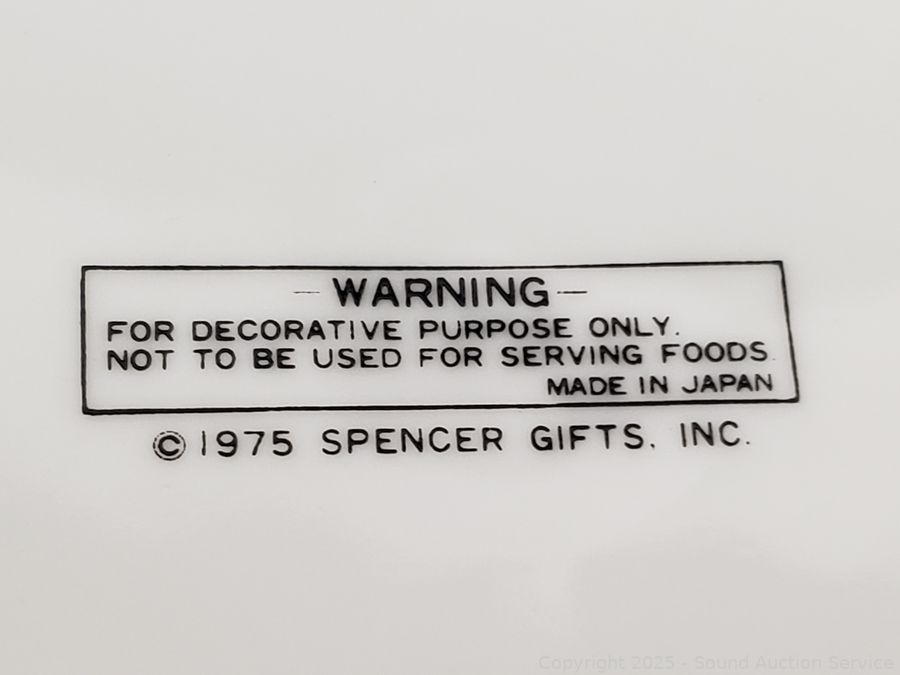 — WARNING —
FOR DECORATIVE PURPOSE ONLY.
NOT TO BE USED FOR SERVING FOODS.
MADE IN JAPAN
© 1975 SPENCER GIFTS, INC.
Copyright 2025 - Sound Auction Service